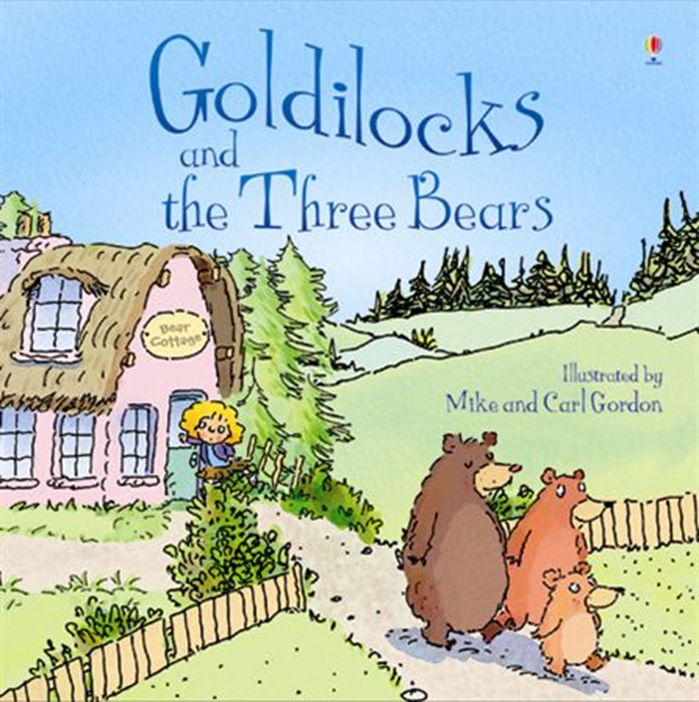 Goldilocks
and
the Three Bears
Bear
Cottage
Illustrated by
Mike and Carl Gordon